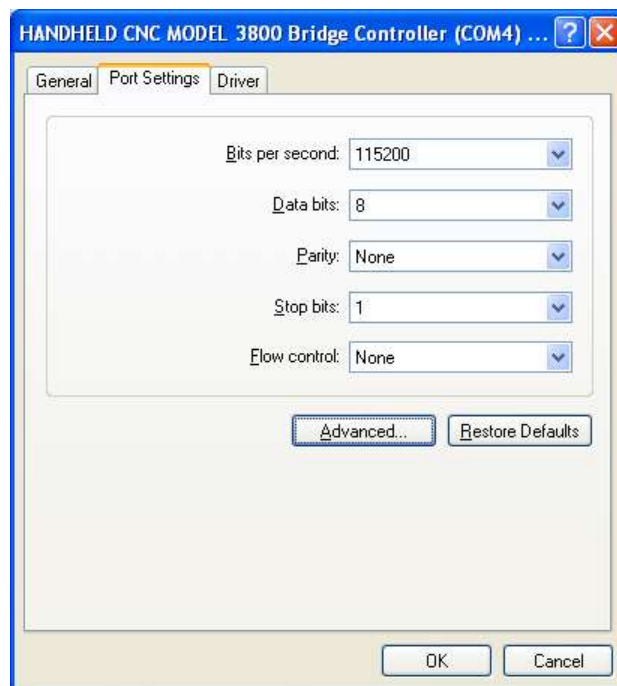 HANDHELD CNC MODEL 3800 Bridge Controller (COM4) ...
General Port Settings Driver
Bits per second: 115200
Data bits: 8
Parity: None
Stop bits: 1
Flow control: None
Advanced... Restore Defaults
OK Cancel